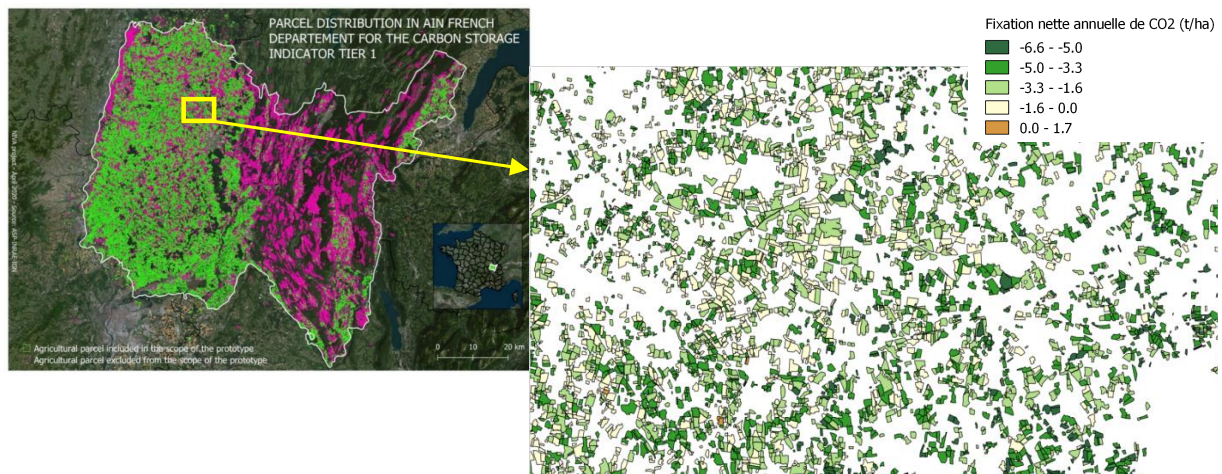 PARCEL DISTRIBUTION IN AIN FRENCH
DEPARTEMENT FOR THE CARBON STORAGE
INDICATOR TIER 1
Agricultural parcel included in the scope of the prototype
Agricultural parcel excluded from the scope of the prototype
0 10 20 km
Fixation nette annuelle de CO2 (t/ha)
-6.6 - -5.0
-5.0 - -3.3
-3.3 - -1.6
-1.6 - 0.0
0.0 - 1.7